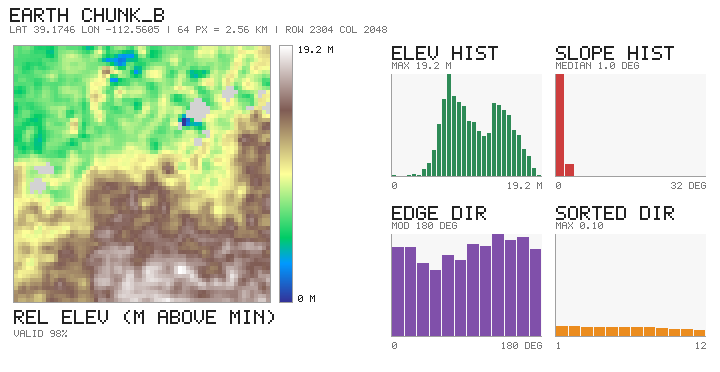 EARTH CHUNK_B
LAT 39.1746 LON -112.5605 | 64 PX = 2.56 KM | ROW 2304 COL 2048
19.2 M
0 M
REL ELEV (M ABOVE MIN)
VALID 98%
ELEV HIST
MAX 19.2 M
0 19.2 M
SLOPE HIST
MEDIAN 1.0 DEG
0 32 DEG
EDGE DIR
MOD 180 DEG
0 180 DEG
SORTED DIR
MAX 0.10
1 12